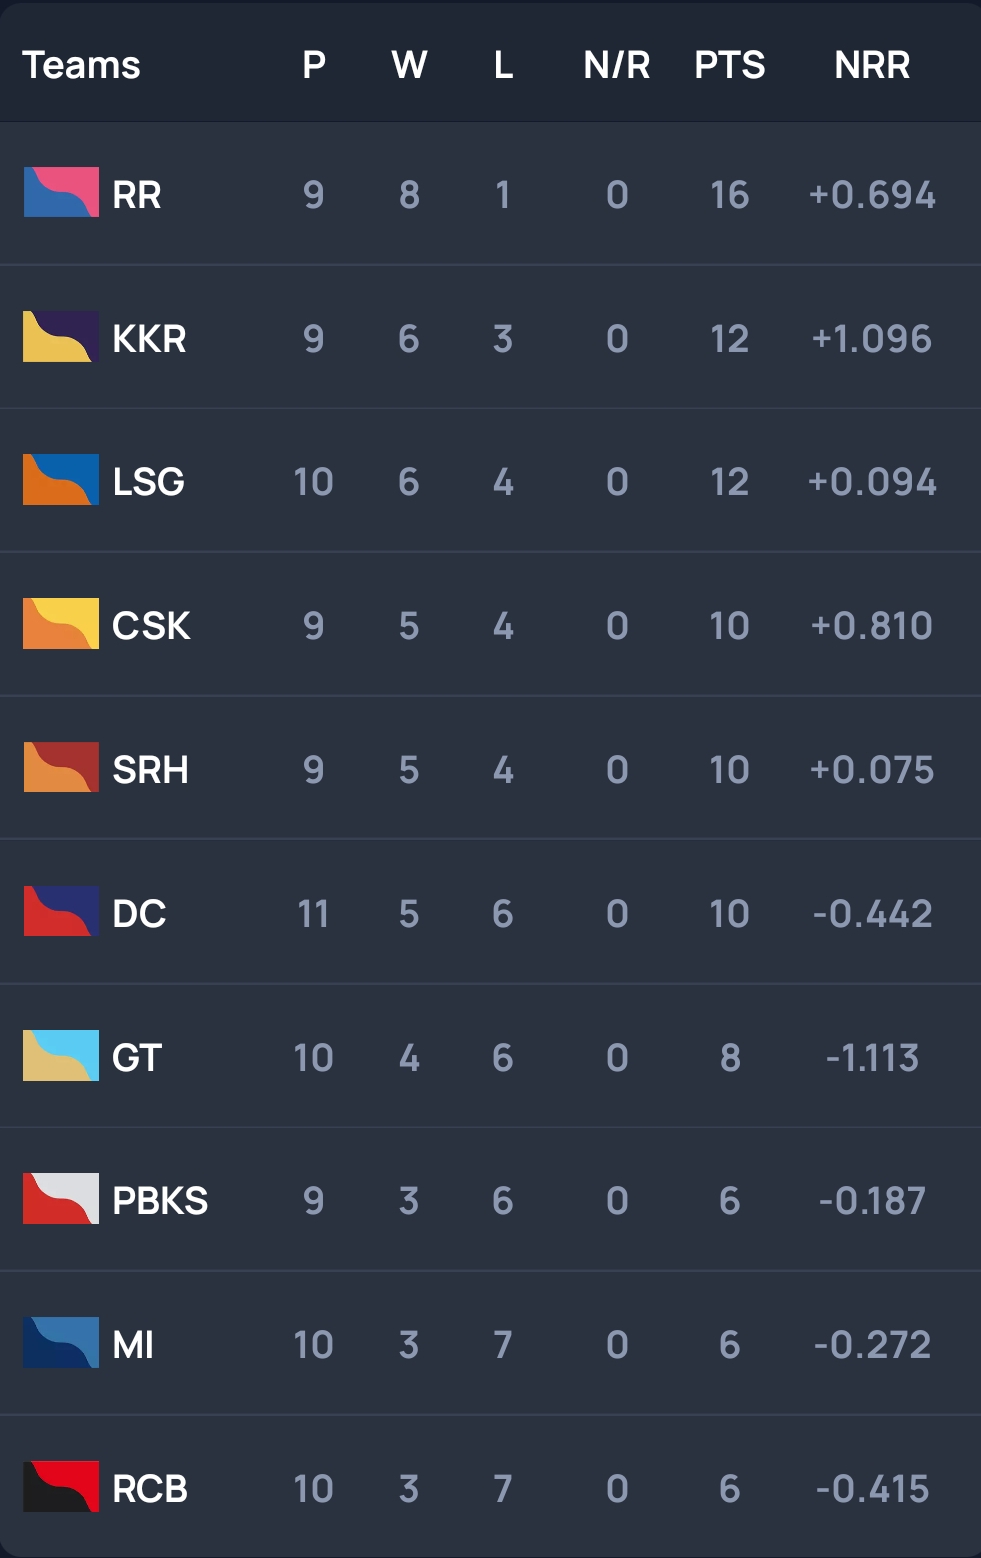 Teams P W L N/R PTS NRR
RR 9 8 1 0 16 +0.694
KKR 9 6 3 0 12 +1.096
LSG 10 6 4 0 12 +0.094
CSK 9 5 4 0 10 +0.810
SRH 9 5 4 0 10 +0.075
DC 11 5 6 0 10 -0.442
GT 10 4 6 0 8 -1.113
PBKS 9 3 6 0 6 -0.187
MI 10 3 7 0 6 -0.272
RCB 10 3 7 0 6 -0.415